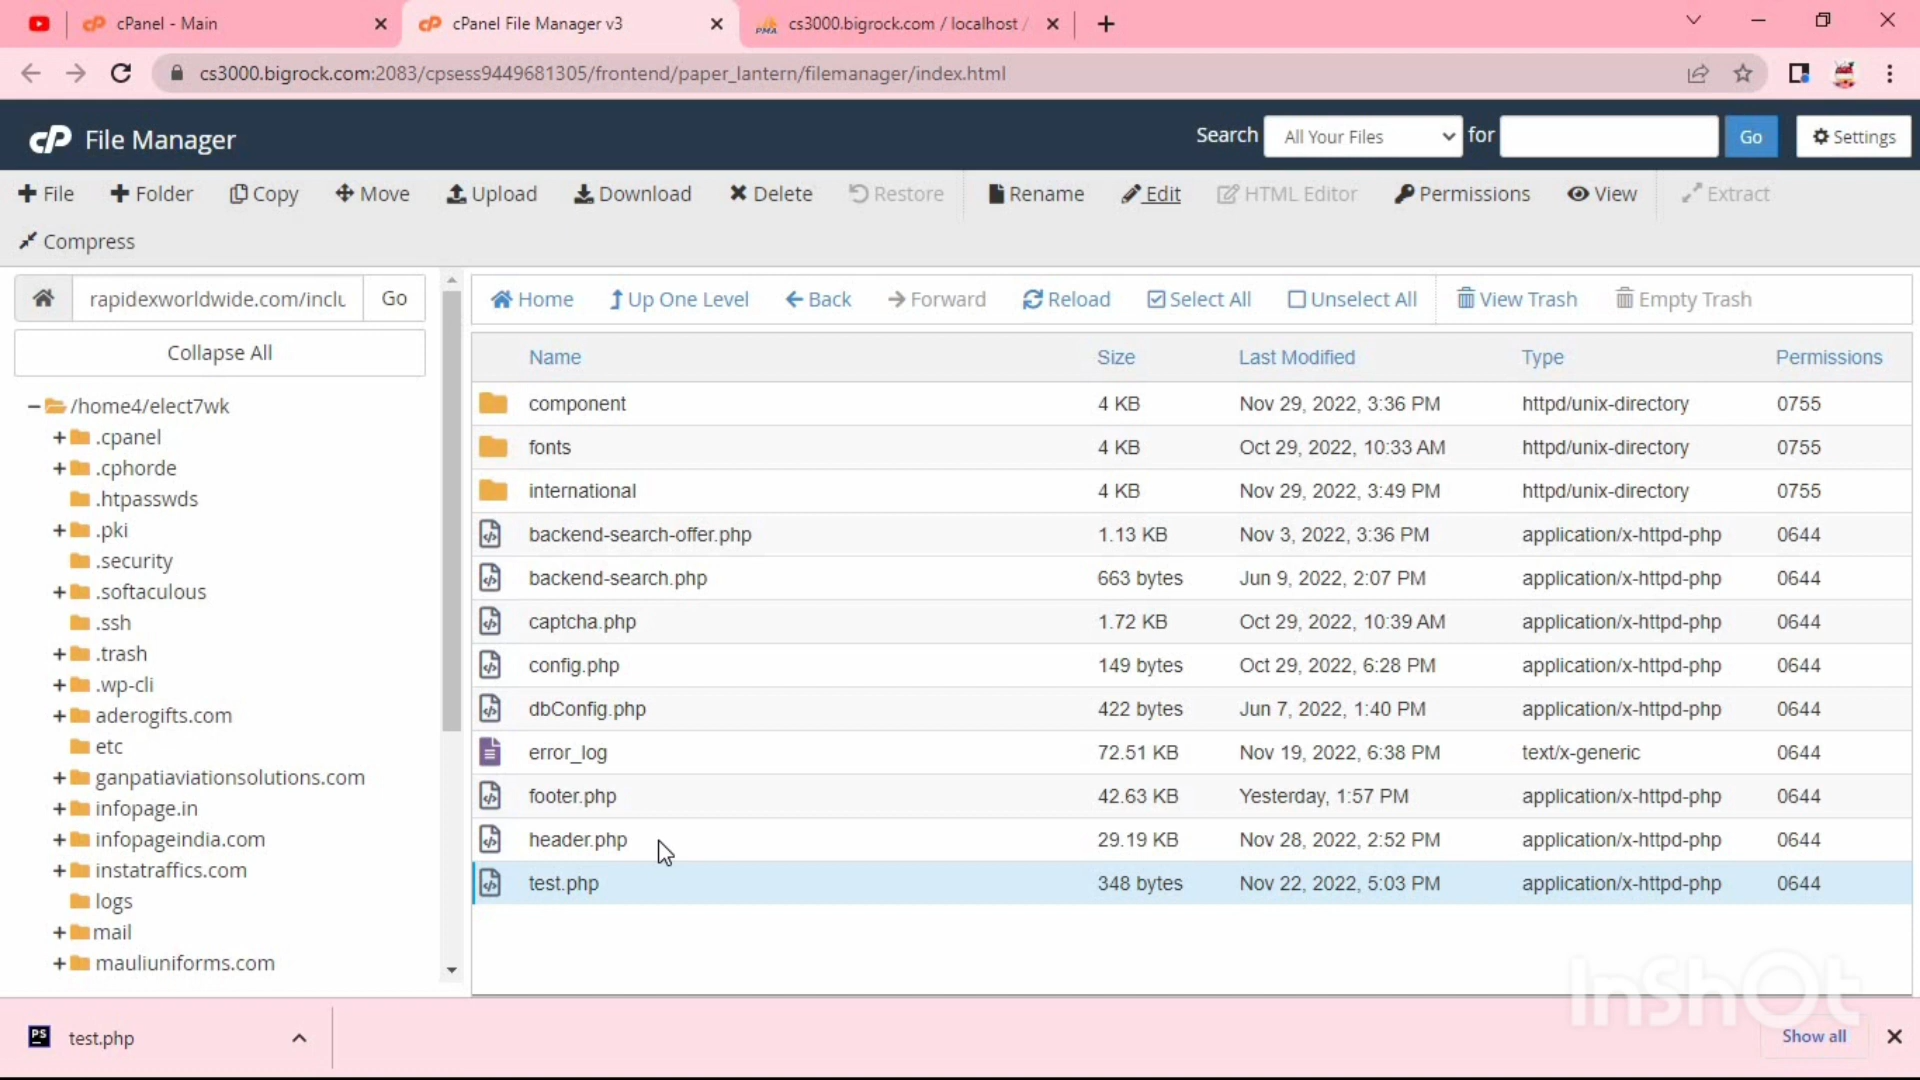 cPanel - Main
cPanel File Manager v3
cs3000.bigrock.com / localhost /
cs3000.bigrock.com:2083/cpsess9449681305/frontend/paper_lantern/filemanager/index.html
cP File Manager
Search All Your Files for Go Settings
File Folder Copy Move Upload Download Delete Restore Rename Edit HTML Editor Permissions View Extract
Compress
rapidexworldwide.com/inclu Go
Home Up One Level Back Forward Reload Select All Unselect All View Trash Empty Trash
Collapse All
/home4/elect7wk
.cpanel
.cphorde
.htpasswds
.pki
.security
.softaculous
.ssh
.trash
.wp-cli
aderogifts.com
etc
ganpatiaviationsolutions.com
infopage.in
infopageindia.com
instatraffics.com
logs
mail
mauliuniforms.com
Name Size Last Modified Type Permissions
component 4 KB Nov 29, 2022, 3:36 PM httpd/unix-directory 0755
fonts 4 KB Oct 29, 2022, 10:33 AM httpd/unix-directory 0755
international 4 KB Nov 29, 2022, 3:49 PM httpd/unix-directory 0755
backend-search-offer.php 1.13 KB Nov 3, 2022, 3:36 PM application/x-httpd-php 0644
backend-search.php 663 bytes Jun 9, 2022, 2:07 PM application/x-httpd-php 0644
captcha.php 1.72 KB Oct 29, 2022, 10:39 AM application/x-httpd-php 0644
config.php 149 bytes Oct 29, 2022, 6:28 PM application/x-httpd-php 0644
dbConfig.php 422 bytes Jun 7, 2022, 1:40 PM application/x-httpd-php 0644
error_log 72.51 KB Nov 19, 2022, 6:38 PM text/x-generic 0644
footer.php 42.63 KB Yesterday, 1:57 PM application/x-httpd-php 0644
header.php 29.19 KB Nov 28, 2022, 2:52 PM application/x-httpd-php 0644
test.php 348 bytes Nov 22, 2022, 5:03 PM application/x-httpd-php 0644
InShOt
PS test.php
Show all